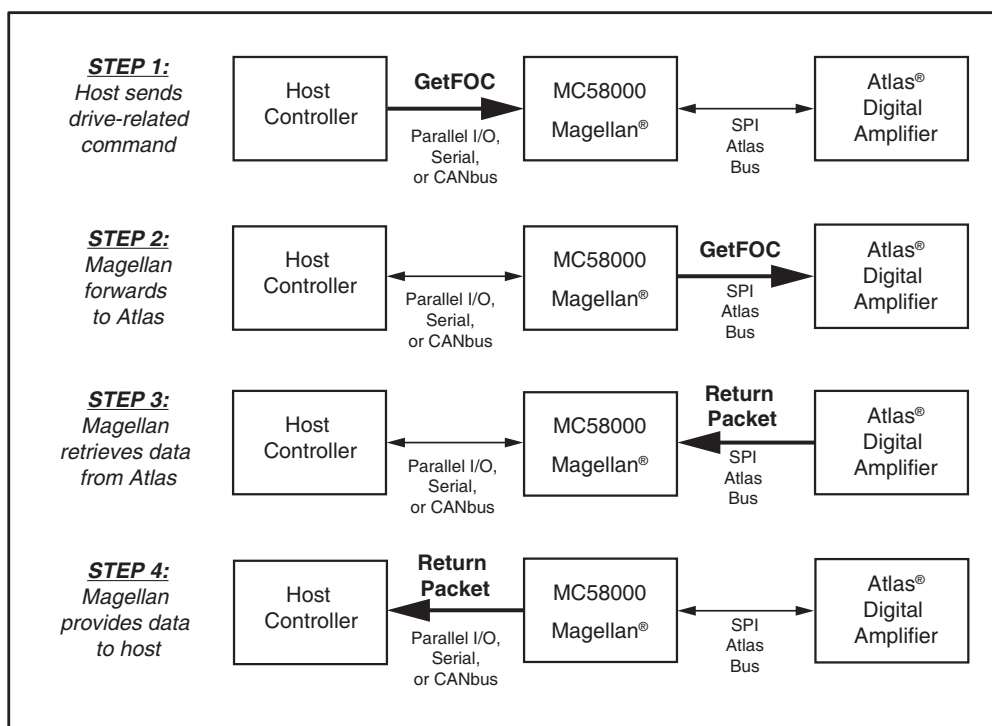 STEP 1:
Host sends
drive-related
command
Host
Controller
GetFOC
Parallel I/O,
Serial,
or CANbus
MC58000
Magellan®
SPI
Atlas
Bus
Atlas®
Digital
Amplifier
STEP 2:
Magellan
forwards
to Atlas
Host
Controller
Parallel I/O,
Serial,
or CANbus
MC58000
Magellan®
GetFOC
SPI
Atlas
Bus
Atlas®
Digital
Amplifier
STEP 3:
Magellan
retrieves data
from Atlas
Host
Controller
Parallel I/O,
Serial,
or CANbus
MC58000
Magellan®
Return
Packet
SPI
Atlas
Bus
Atlas®
Digital
Amplifier
STEP 4:
Magellan
provides data
to host
Host
Controller
Return
Packet
Parallel I/O,
Serial,
or CANbus
MC58000
Magellan®
SPI
Atlas
Bus
Atlas®
Digital
Amplifier